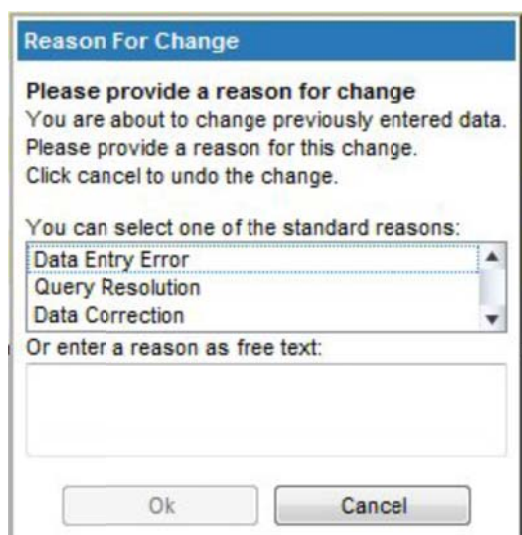 Reason For Change
Please provide a reason for change
You are about to change previously entered data.
Please provide a reason for this change.
Click cancel to undo the change.
You can select one of the standard reasons:
Data Entry Error
Query Resolution
Data Correction
Or enter a reason as free text:
Ok
Cancel